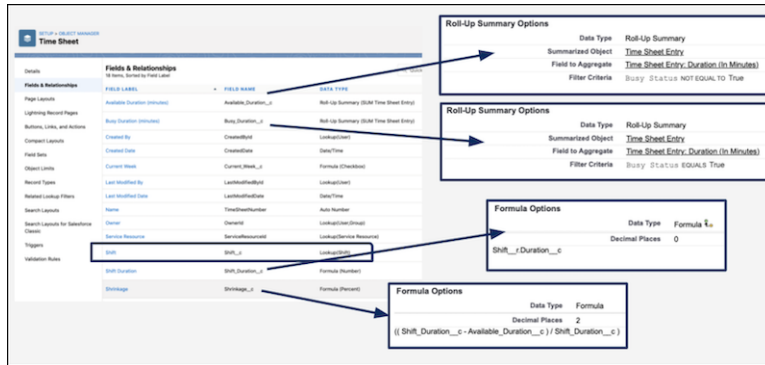 SETUP > OBJECT MANAGER
Time Sheet
Details
Fields & Relationships
Page Layouts
Lightning Record Pages
Buttons, Links, and Actions
Compact Layouts
Field Sets
Object Limits
Record Types
Related Lookup Filters
Search Layouts
Search Layouts for Salesforce Classic
Triggers
Validation Rules
Fields & Relationships
18 Items, Sorted by Field Label
FIELD LABEL FIELD NAME DATA TYPE
Available Duration (minutes) Available_Duration__c Roll-Up Summary (SUM Time Sheet Entry)
Busy Duration (minutes) Busy_Duration__c Roll-Up Summary (SUM Time Sheet Entry)
Created By CreatedById Lookup(User)
Created Date CreatedDate Date/Time
Current Week Current_Week__c Formula (Checkbox)
Last Modified By LastModifiedById Lookup(User)
Last Modified Date LastModifiedDate Date/Time
Name TimeSheetNumber Auto Number
Owner OwnerId Lookup(User,Group)
Service Resource ServiceResourceId Lookup(Service Resource)
Shift Shift__c Lookup(Shift)
Shift Duration Shift_Duration__c Formula (Number)
Shrinkage Shrinkage__c Formula (Percent)
Roll-Up Summary Options
Data Type Roll-Up Summary
Summarized Object Time Sheet Entry
Field to Aggregate Time Sheet Entry: Duration (In Minutes)
Filter Criteria Busy Status NOT EQUAL TO True
Roll-Up Summary Options
Data Type Roll-Up Summary
Summarized Object Time Sheet Entry
Field to Aggregate Time Sheet Entry: Duration (In Minutes)
Filter Criteria Busy Status EQUALS True
Formula Options
Data Type Formula
Decimal Places 0
Shift__r.Duration__c
Formula Options
Data Type Formula
Decimal Places 2
(( Shift_Duration__c - Available_Duration__c ) / Shift_Duration__c )